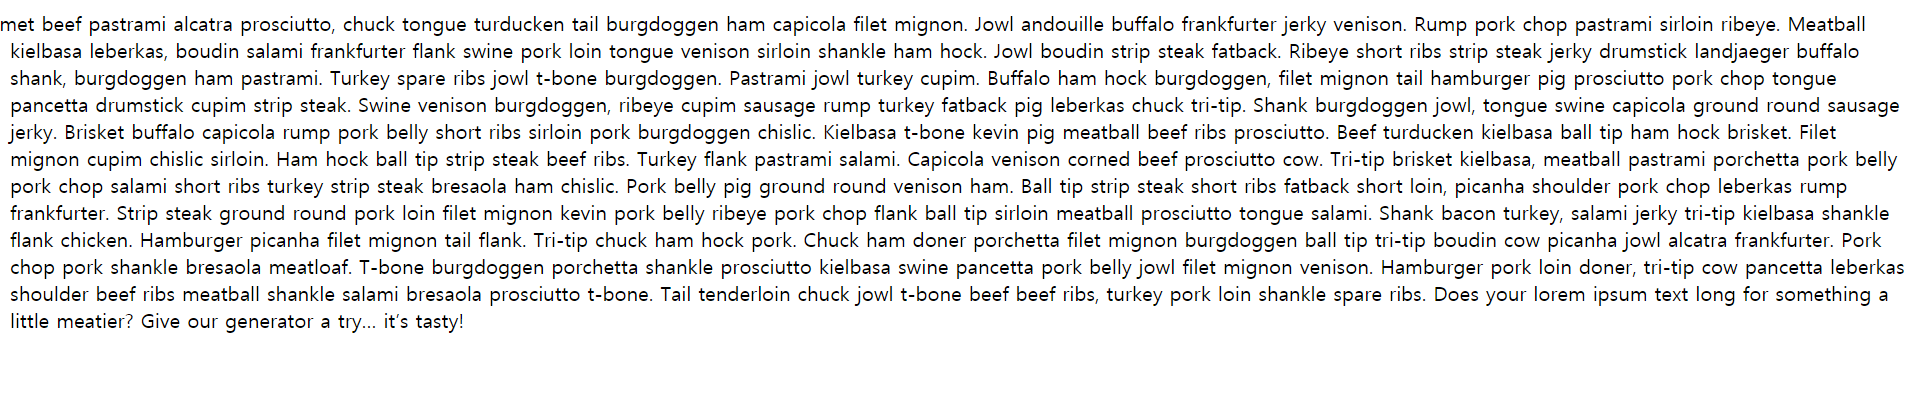 met beef pastrami alcatra prosciutto, chuck tongue turducken tail burgdoggen ham capicola filet mignon. Jowl andouille buffalo frankfurter jerky venison. Rump pork chop pastrami sirloin ribeye. Meatball
kielbasa leberkas, boudin salami frankfurter flank swine pork loin tongue venison sirloin shankle ham hock. Jowl boudin strip steak fatback. Ribeye short ribs strip steak jerky drumstick landjaeger buffalo
shank, burgdoggen ham pastrami. Turkey spare ribs jowl t-bone burgdoggen. Pastrami jowl turkey cupim. Buffalo ham hock burgdoggen, filet mignon tail hamburger pig prosciutto pork chop tongue
pancetta drumstick cupim strip steak. Swine venison burgdoggen, ribeye cupim sausage rump turkey fatback pig leberkas chuck tri-tip. Shank burgdoggen jowl, tongue swine capicola ground round sausage
jerky. Brisket buffalo capicola rump pork belly short ribs sirloin pork burgdoggen chislic. Kielbasa t-bone kevin pig meatball beef ribs prosciutto. Beef turducken kielbasa ball tip ham hock brisket. Filet
mignon cupim chislic sirloin. Ham hock ball tip strip steak beef ribs. Turkey flank pastrami salami. Capicola venison corned beef prosciutto cow. Tri-tip brisket kielbasa, meatball pastrami porchetta pork belly
pork chop salami short ribs turkey strip steak bresaola ham chislic. Pork belly pig ground round venison ham. Ball tip strip steak short ribs fatback short loin, picanha shoulder pork chop leberkas rump
frankfurter. Strip steak ground round pork loin filet mignon kevin pork belly ribeye pork chop flank ball tip sirloin meatball prosciutto tongue salami. Shank bacon turkey, salami jerky tri-tip kielbasa shankle
flank chicken. Hamburger picanha filet mignon tail flank. Tri-tip chuck ham hock pork. Chuck ham doner porchetta filet mignon burgdoggen ball tip tri-tip boudin cow picanha jowl alcatra frankfurter. Pork
chop pork shankle bresaola meatloaf. T-bone burgdoggen porchetta shankle prosciutto kielbasa swine pancetta pork belly jowl filet mignon venison. Hamburger pork loin doner, tri-tip cow pancetta leberkas
shoulder beef ribs meatball shankle salami bresaola prosciutto t-bone. Tail tenderloin chuck jowl t-bone beef beef ribs, turkey pork loin shankle spare ribs. Does your lorem ipsum text long for something a
little meatier? Give our generator a try… it's tasty!